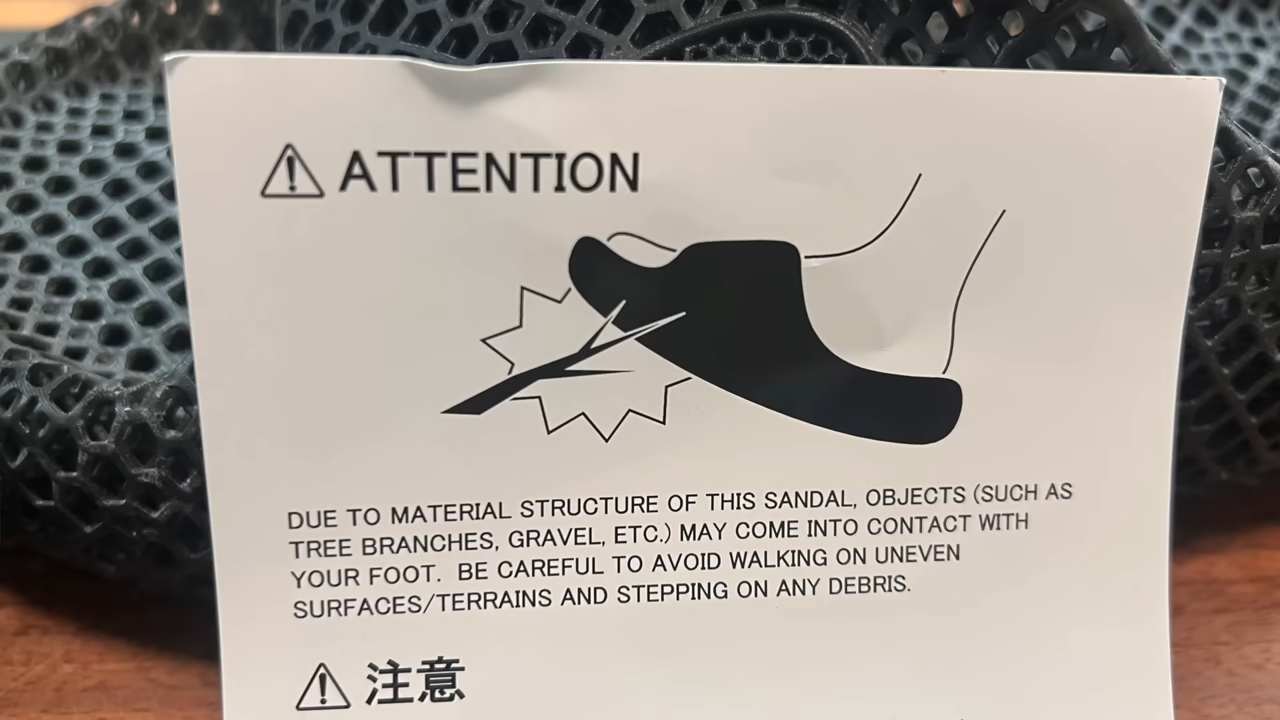 ATTENTION
DUE TO MATERIAL STRUCTURE OF THIS SANDAL, OBJECTS (SUCH AS
TREE BRANCHES, GRAVEL, ETC.) MAY COME INTO CONTACT WITH
YOUR FOOT. BE CAREFUL TO AVOID WALKING ON UNEVEN
SURFACES/TERRAINS AND STEPPING ON ANY DEBRIS.
注意